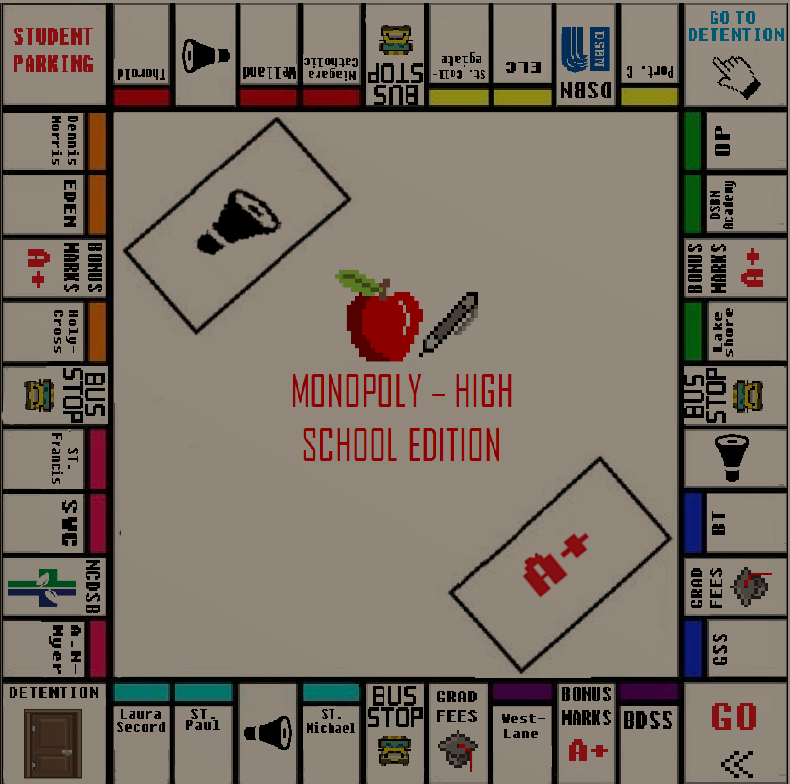 STUDENT
PARKING
Thorold
Welland
Niagara
Catholic
BUS
STOP
St. Coll-
egiate
ELC
DSBN
DSBN
Port. C
GO TO
DETENTION
Dennis
Morris
EDEN
BONUS
MARKS
A+
Holy-
Cross
BUS
STOP
ST.
Francis
SWC
NCDSB
A.N-
Myer
OP
DSBN
Academy
BONUS
MARKS
A+
Lake
shore
BUS
STOP
BT
GRAD
FEES
GSS
MONOPOLY – HIGH
SCHOOL EDITION
A+
DETENTION
Laura
Secord
ST.
Paul
ST.
Michael
BUS
STOP
GRAD
FEES
West-
Lane
BONUS
MARKS
A+
BDSS
GO